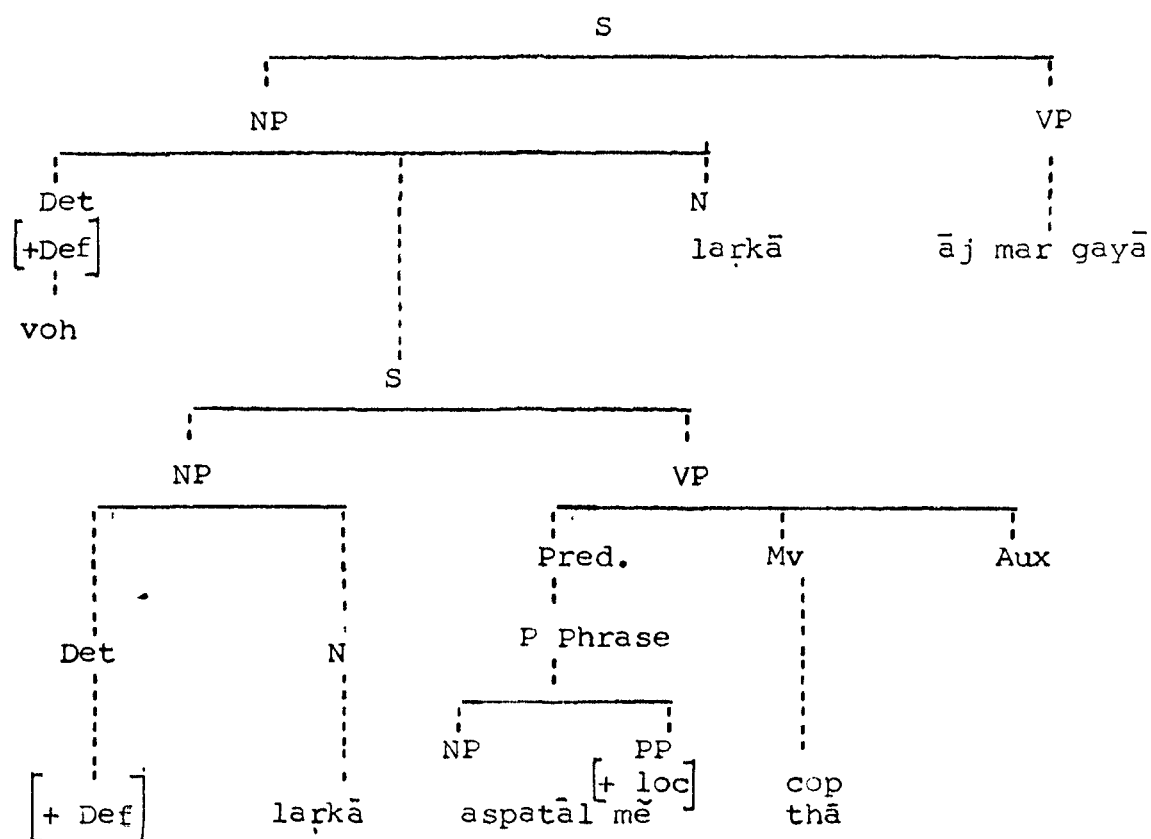 S
NP VP
Det N
[+Def] laṛkā āj mar gayā
voh
S
NP VP
Pred. Mv Aux
P Phrase
Det N
NP PP
[+ Def] laṛkā aspatāl mẽ [+ loc] cop
thā